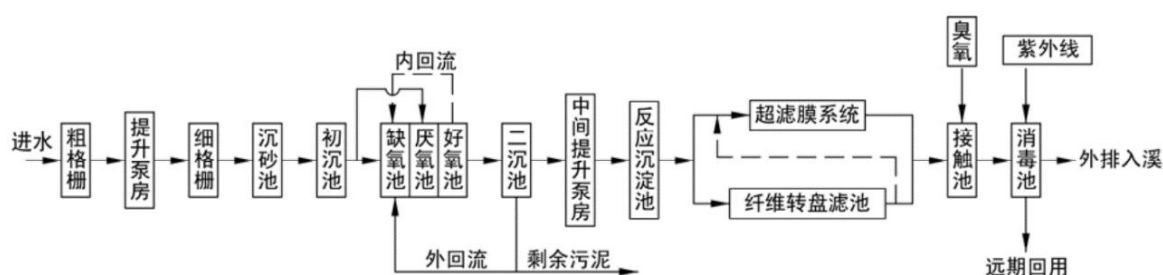 臭氧
紫外线
内回流
进水
粗格栅
提升泵房
细格栅
沉砂池
初沉池
缺氧池
厌氧池
好氧池
二沉池
中间提升泵房
反应沉淀池
超滤膜系统
纤维转盘滤池
接触池
消毒池
外排入溪
外回流
剩余污泥
远期回用